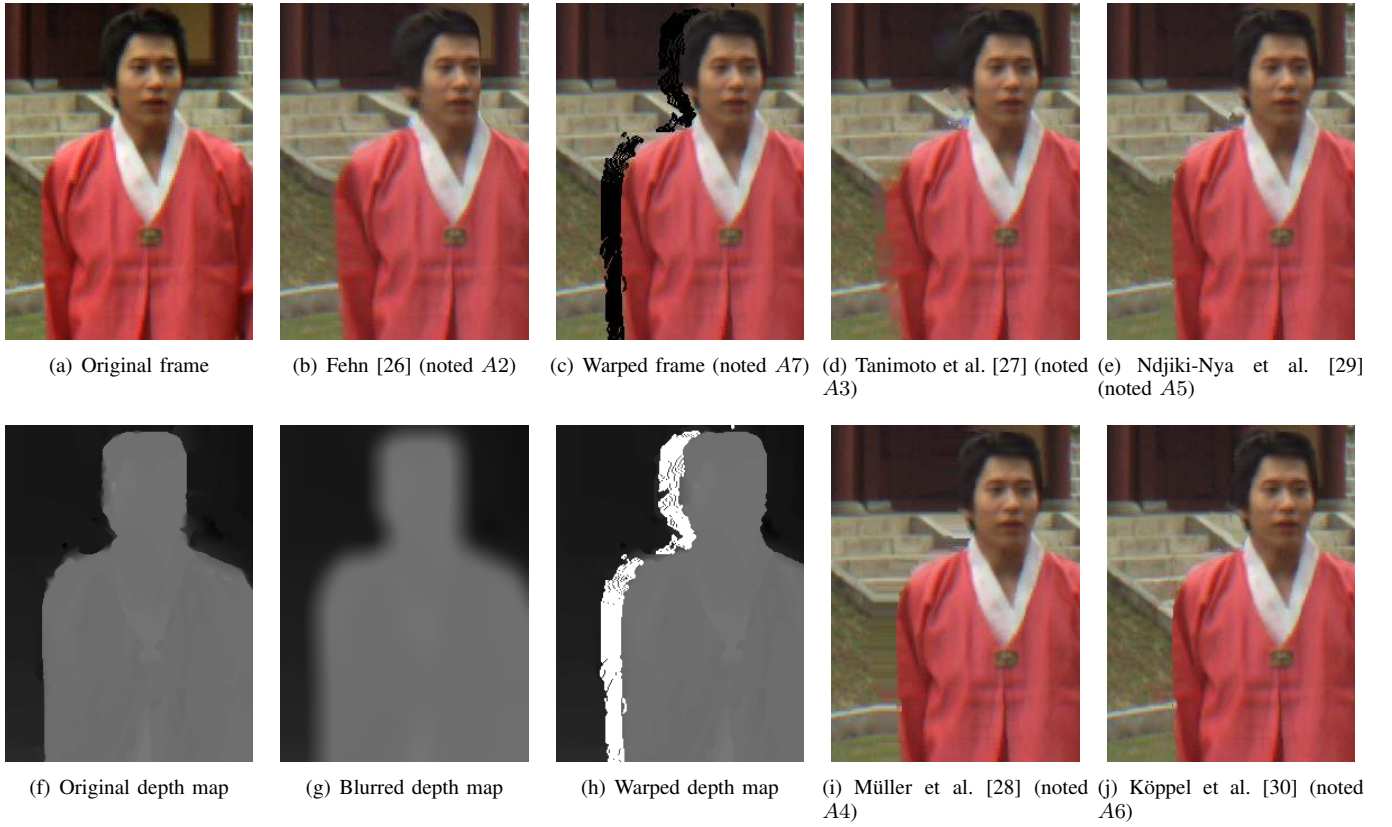 (a) Original frame
(b) Fehn [26] (noted A2)
(c) Warped frame (noted A7)
(d) Tanimoto et al. [27] (noted
A3)
(e) Ndjiki-Nya et al. [29]
(noted A5)
(f) Original depth map
(g) Blurred depth map
(h) Warped depth map
(i) Müller et al. [28] (noted
A4)
(j) Köppel et al. [30] (noted
A6)